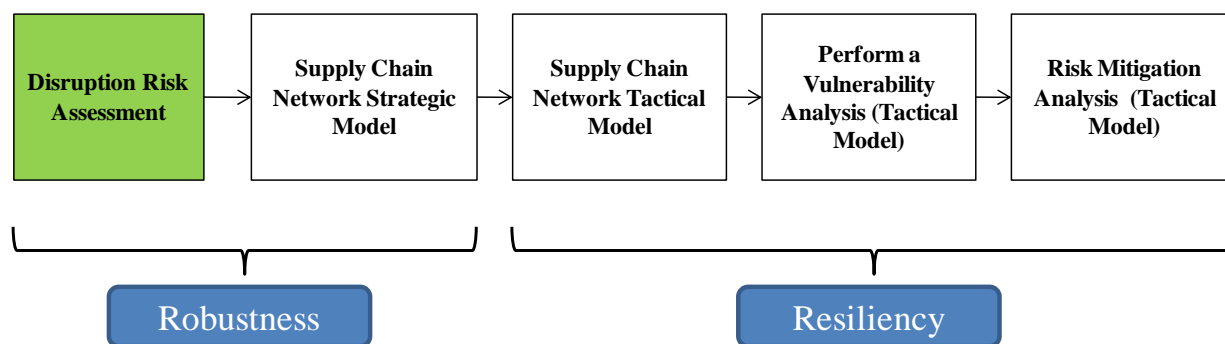 Disruption Risk
Assessment
Supply Chain
Network Strategic
Model
Supply Chain
Network Tactical
Model
Perform a
Vulnerability
Analysis (Tactical
Model)
Risk Mitigation
Analysis (Tactical
Model)
Robustness
Resiliency